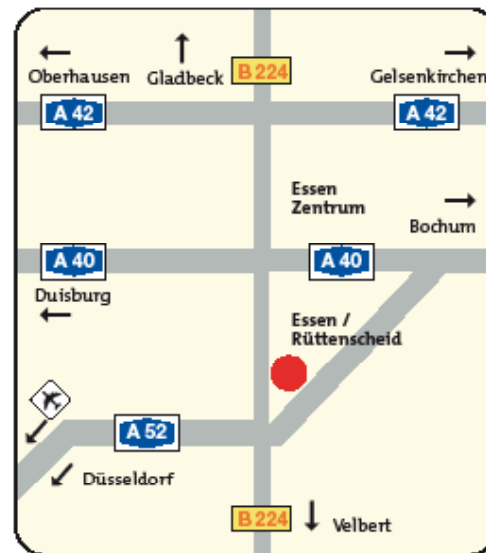 Oberhausen
Gladbeck
B 224
Gelsenkirchen
A 42
A 42
Essen
Zentrum
Bochum
A 40
A 40
Duisburg
Essen /
Rüttenscheid
A 52
Düsseldorf
B 224
Velbert